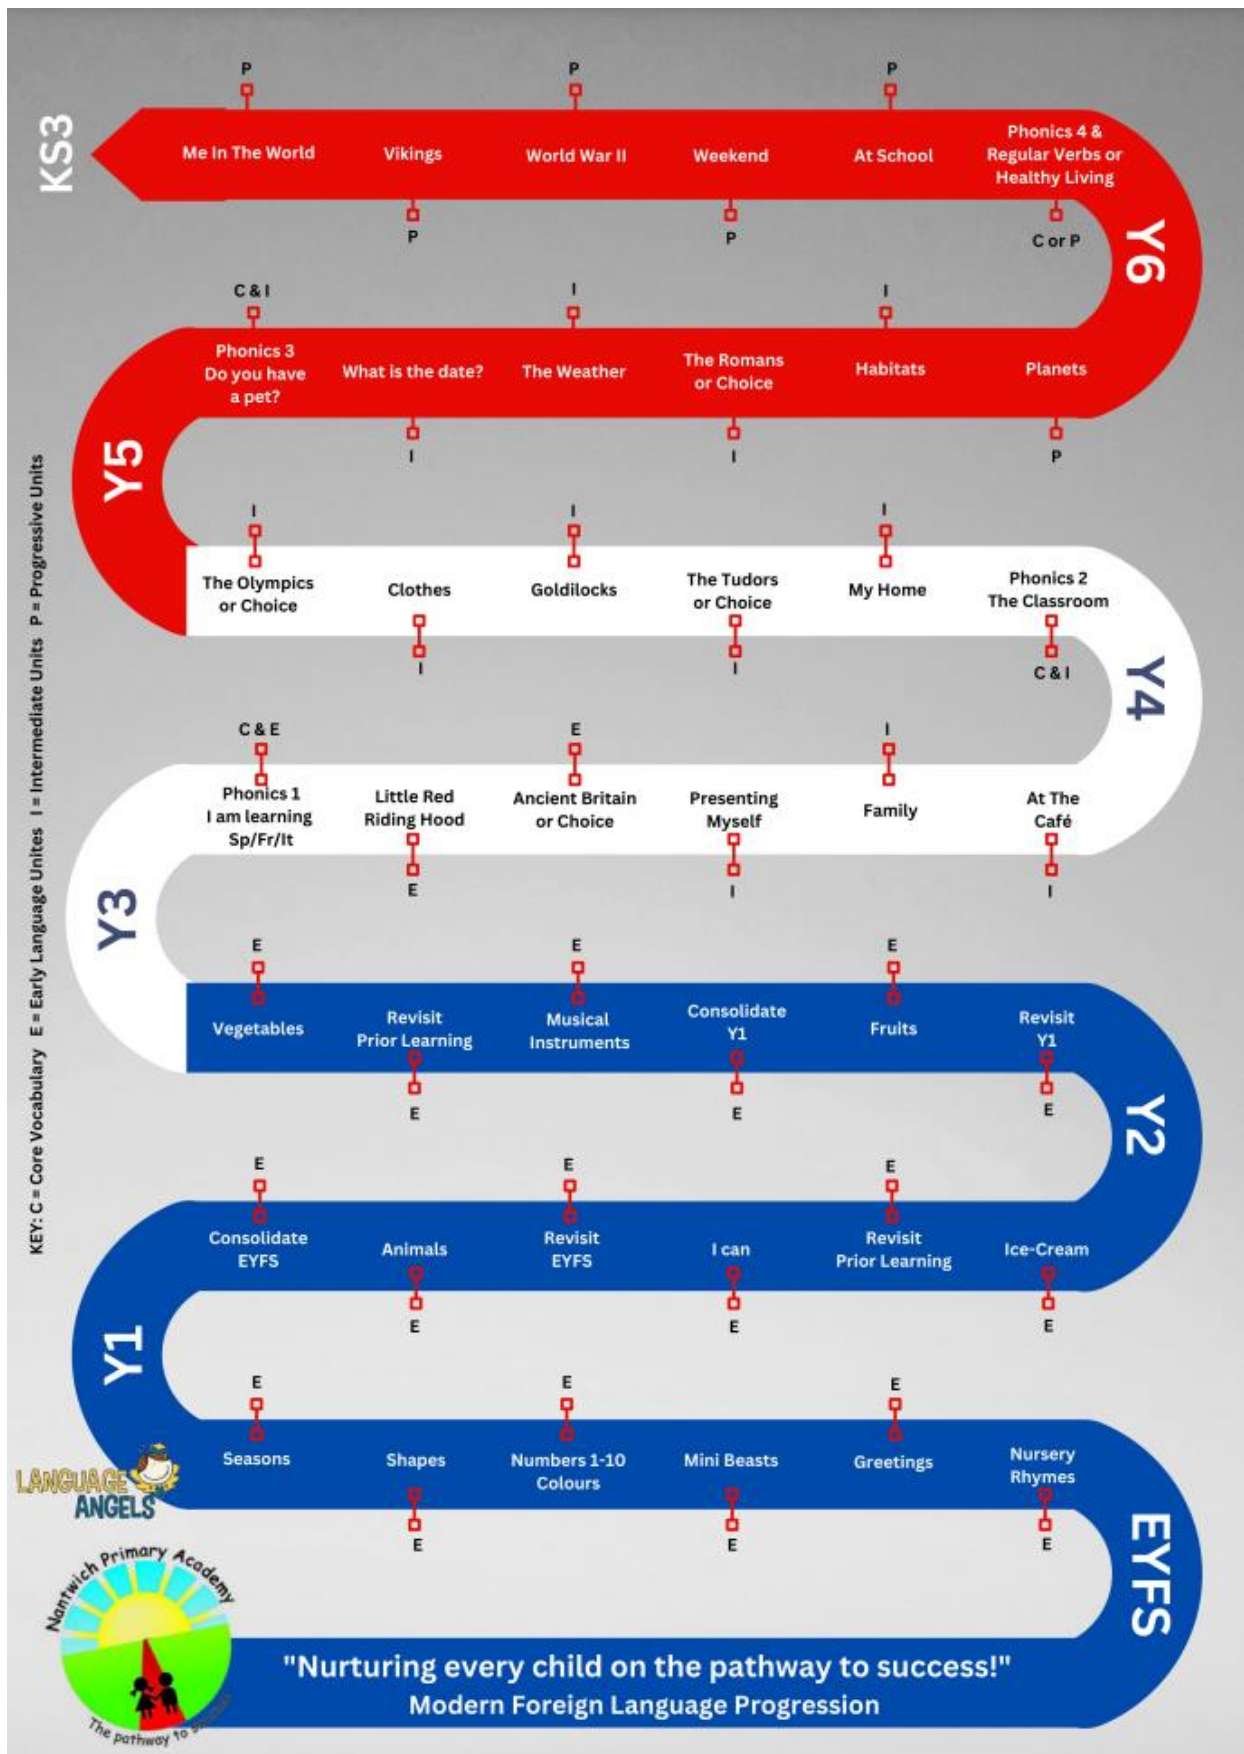 P P P
KS3
Me In The World Vikings World War II Weekend At School Phonics 4 &
Regular Verbs or
Healthy Living
P P C or P
Y6
C & I I I
Phonics 3
Do you have
a pet?
What is the date? The Weather The Romans
or Choice
Habitats Planets
I I P
Y5
I I I
The Olympics
or Choice
Clothes Goldilocks The Tudors
or Choice
My Home Phonics 2
The Classroom
I I C & I
Y4
C & E E I
Phonics 1
I am learning
Sp/Fr/It
Little Red
Riding Hood
Ancient Britain
or Choice
Presenting
Myself
Family At The
Café
E I I
Y3
E E E
Vegetables Revisit
Prior Learning
Musical
Instruments
Consolidate
Y1
Fruits Revisit
Y1
E E E
Y2
E E E
Consolidate
EYFS
Animals Revisit
EYFS
I can Revisit
Prior Learning
Ice-Cream
E E E
Y1
E E E
Seasons Shapes Numbers 1-10
Colours
Mini Beasts Greetings Nursery
Rhymes
E E E
EYFS
KEY: C = Core Vocabulary E = Early Language Unites I = Intermediate Units P = Progressive Units
LANGUAGE
ANGELS
Nantwich Primary Academy
The pathway to
"Nurturing every child on the pathway to success!"
Modern Foreign Language Progression